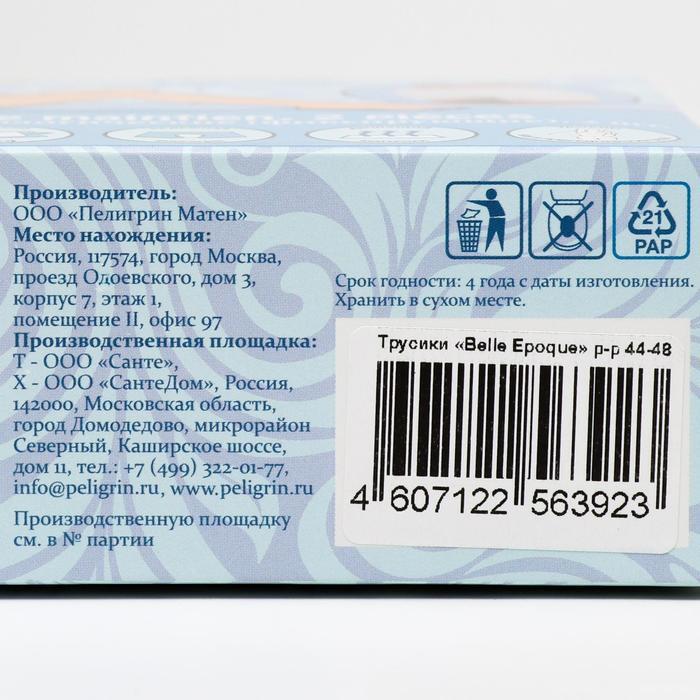 Производитель:
ООО «Пелигрин Матен»
Место нахождения:
Россия, 117574, город Москва,
проезд Одоевского, дом 3,
корпус 7, этаж 1,
помещение II, офис 97
Производственная площадка:
Т - ООО «Санте»,
Х - ООО «СантеДом», Россия,
142000, Московская область,
город Домодедово, микрорайон
Северный, Каширское шоссе,
дом 11, тел.: +7 (499) 322-01-77,
info@peligrin.ru, www.peligrin.ru
Производственную площадку
см. в № партии
21
PAP
Срок годности: 4 года с даты изготовления.
Хранить в сухом месте.
Трусики «Belle Epoque» р-р 44-48
4 607122 563923